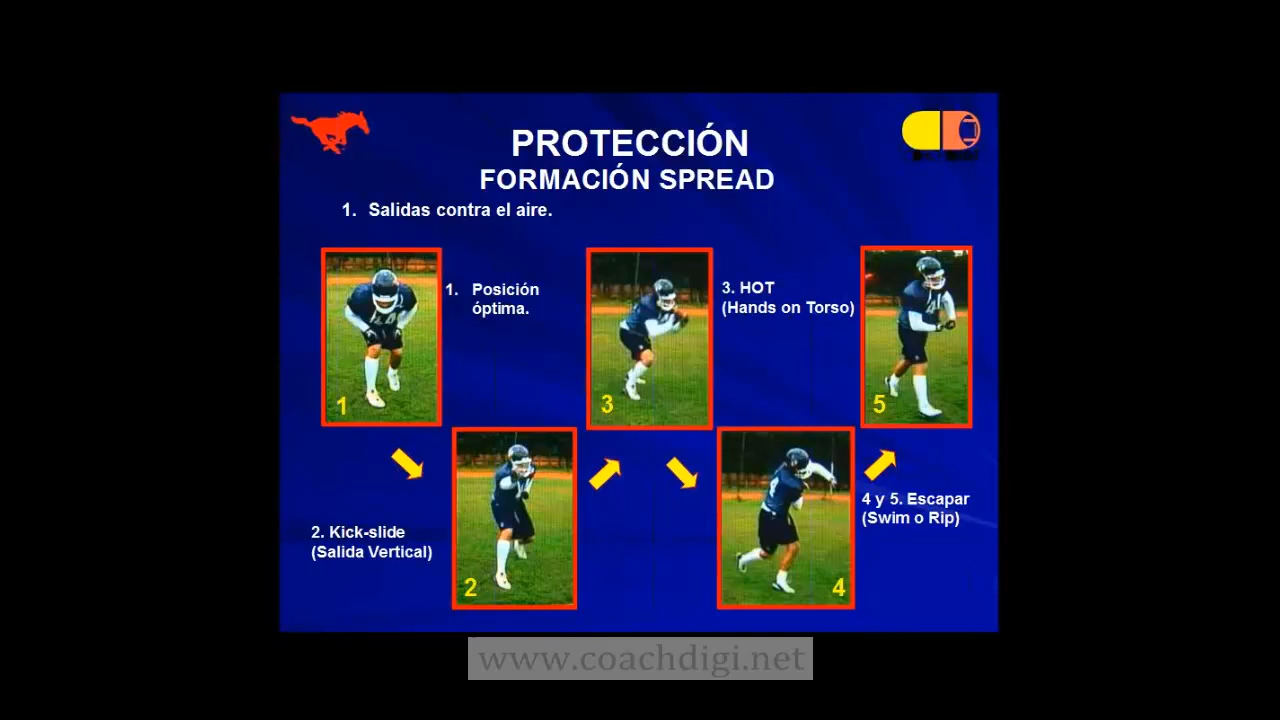 PROTECCIÓN
FORMACIÓN SPREAD
1. Salidas contra el aire.
1. Posición
óptima.
3. HOT
(Hands on Torso)
1
3
5
2. Kick-slide
(Salida Vertical)
2
4
4 y 5. Escapar
(Swim o Rip)
www.coachdigi.net